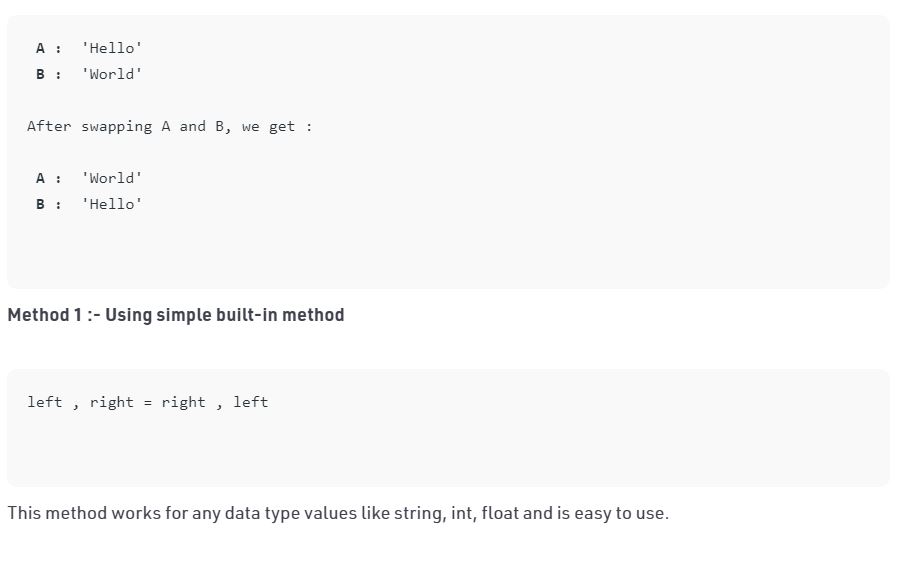 A : 'Hello'
B : 'World'
After swapping A and B, we get :
A : 'World'
B : 'Hello'
Method 1 :- Using simple built-in method
left , right = right , left
This method works for any data type values like string, int, float and is easy to use.